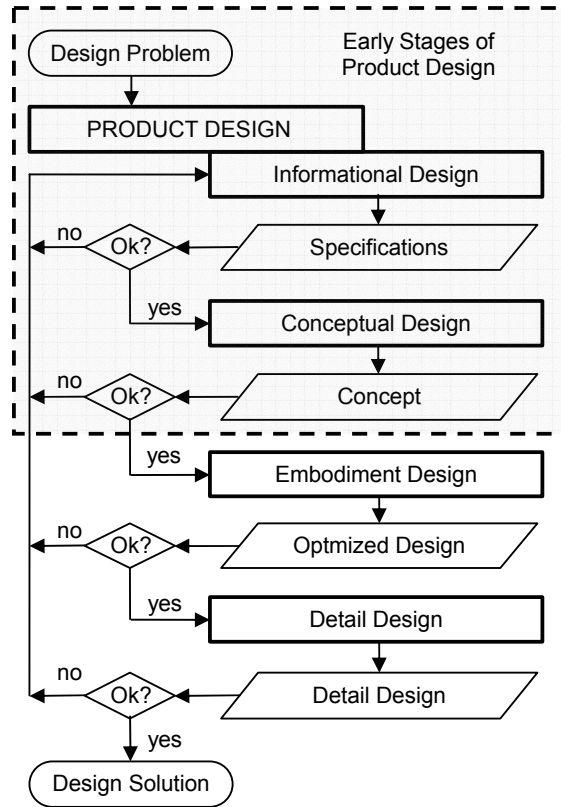 Design Problem
Early Stages of
Product Design
PRODUCT DESIGN
Informational Design
no
Ok?
Specifications
yes
Conceptual Design
no
Ok?
Concept
yes
Embodiment Design
no
Ok?
Optmized Design
yes
Detail Design
no
Ok?
Detail Design
yes
Design Solution